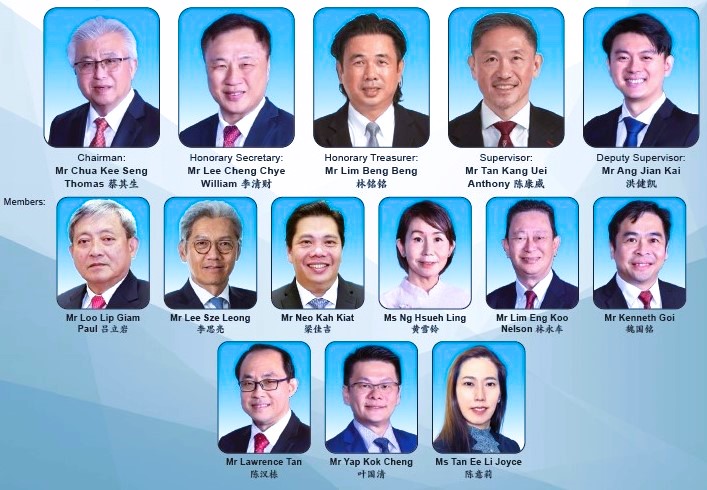 Chairman:
Mr Chua Kee Seng
Thomas 蔡其生
Honorary Secretary:
Mr Lee Cheng Chye
William 李清财
Honorary Treasurer:
Mr Lim Beng Beng
林铭铭
Supervisor:
Mr Tan Kang Uei
Anthony 陈康威
Deputy Supervisor:
Mr Ang Jian Kai
洪健凯
Members:
Mr Loo Lip Giam
Paul 吕立岩
Mr Lee Sze Leong
李思亮
Mr Neo Kah Kiat
梁佳吉
Ms Ng Hsueh Ling
黄雪铃
Mr Lim Eng Koo
Nelson 林永车
Mr Kenneth Goi
魏国铭
Mr Lawrence Tan
陈汉栋
Mr Yap Kok Cheng
叶国清
Ms Tan Ee Li Joyce
陈意莉